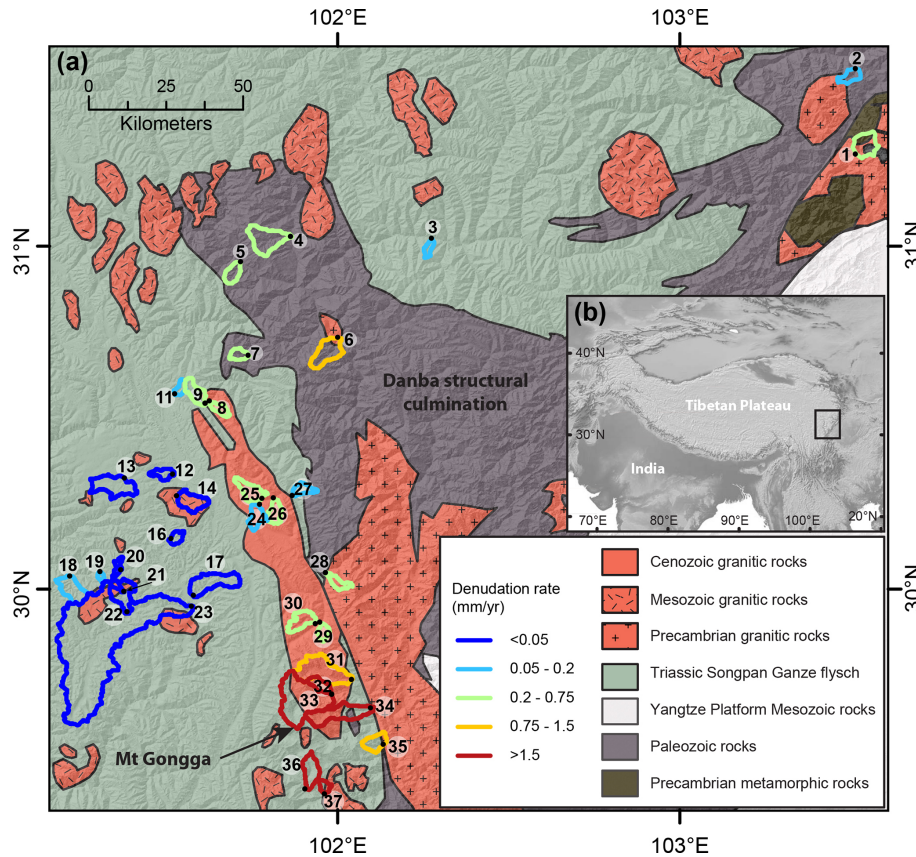 102°E
103°E
(a)
0
25
50
Kilometers
2
1
31°N
31°N
3
4
5
6
7
Danba structural
culmination
(b)
40°N
Tibetan Plateau
30°N
India
70°E
80°E
90°E
100°E
20°N
11
9
8
13
12
14
25
27
24
26
16
18
19
20
17
21
22
23
28
30°N
30
29
31
32
33
34
35
Mt Gongga
36
37
Denudation rate
(mm/yr)
<0.05
0.05 - 0.2
0.2 - 0.75
0.75 - 1.5
>1.5
Cenozoic granitic rocks
Mesozoic granitic rocks
Precambrian granitic rocks
Triassic Songpan Ganze flysch
Yangtze Platform Mesozoic rocks
Paleozoic rocks
Precambrian metamorphic rocks
102°E
103°E